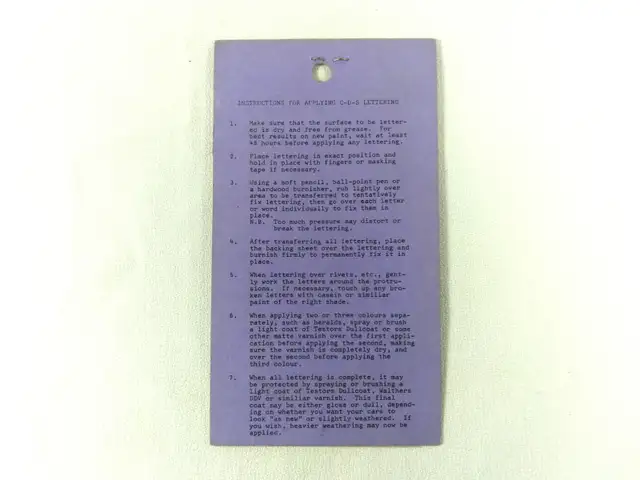 INSTRUCTIONS FOR APPLYING C-D-S LETTERING
1. Make sure that the surface to be letter-
ed is dry and free from grease. For
best results on new paint, wait at least
48 hours before applying any lettering.
2. Place lettering in exact position and
hold in place with fingers or masking
tape if necessary.
3. Using a soft pencil, ball-point pen or
a hardwood burnisher, rub lightly over
area to be transferred to tentatively
fix lettering, then go over each letter
or word individually to fix them in
place.
N.B. Too much pressure may distort or
break the lettering.
4. After transferring all lettering, place
the backing sheet over the lettering and
burnish firmly to permanently fix it in
place.
5. When lettering over rivets, etc., gent-
ly work the letters around the protru-
sions. If necessary, touch up any bro-
ken letters with casein or similiar
paint of the right shade.
6. When applying two or three colours sepa-
rately, such as heralds, spray or brush
a light coat of Testors Dullcoat or some
other matte varnish over the first appli-
cation before applying the second, making
sure the varnish is completely dry, and
over the second before applying the
third colour.
7. When all lettering is complete, it may
be protected by spraying or brushing a
light coat of Testors Dullcoat, Walthers
DDV or similiar varnish. This final
coat may be either gloss or dull, depend-
ing on whether you want your cars to
look "as new" or slightly weathered. If
you wish, heavier weathering may now be
applied.